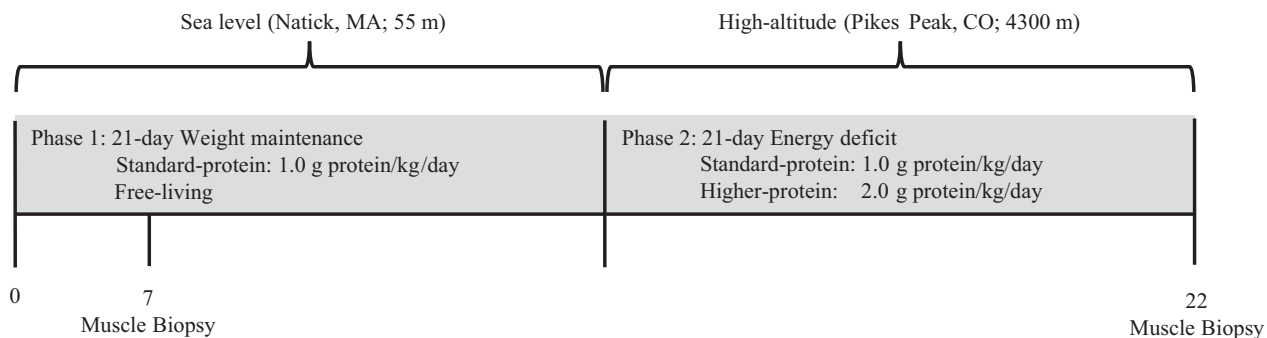 Sea level (Natick, MA; 55 m)
High-altitude (Pikes Peak, CO; 4300 m)
Phase 1: 21-day Weight maintenance
Standard-protein: 1.0 g protein/kg/day
Free-living
Phase 2: 21-day Energy deficit
Standard-protein: 1.0 g protein/kg/day
Higher-protein: 2.0 g protein/kg/day
0
7
Muscle Biopsy
22
Muscle Biopsy